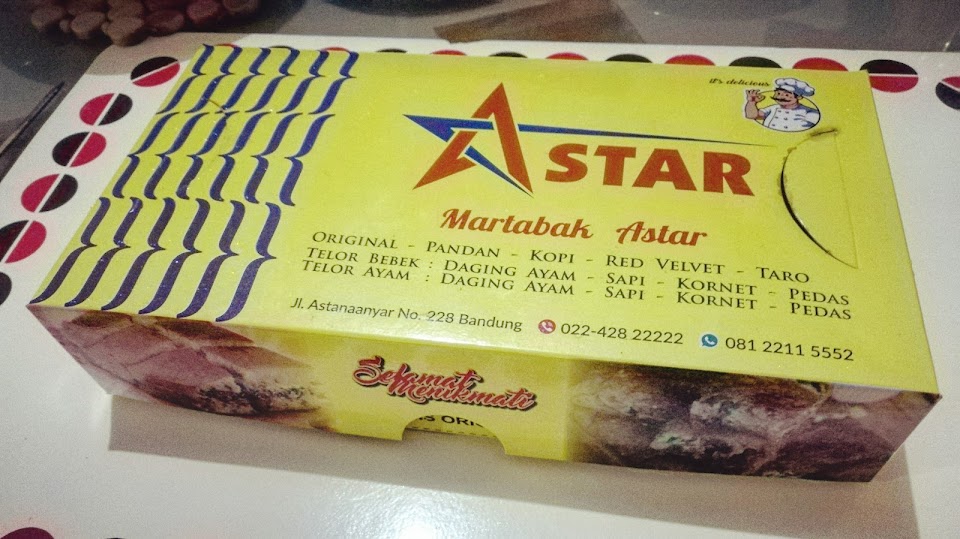 it's delicious
ASTAR
Martabak Astar
ORIGINAL - PANDAN - KOPI - RED VELVET - TARO
TELOR BEBEK : DAGING AYAM - SAPI - KORNET - PEDAS
TELOR AYAM : DAGING AYAM - SAPI - KORNET - PEDAS
Jl. Astanaanyar No. 228 Bandung 022-428 22222 081 2211 5552
Selamat
Menikmati